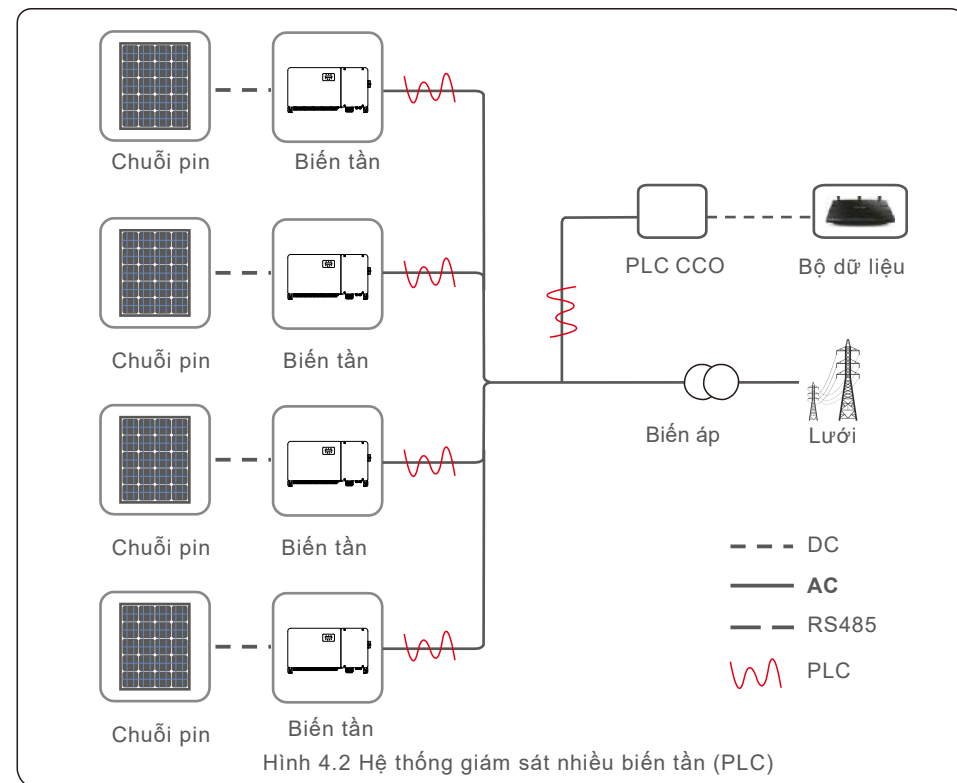 Chuỗi pin
Biến tần
Chuỗi pin
Biến tần
Chuỗi pin
Biến tần
Chuỗi pin
Biến tần
PLC CCO
Bộ dữ liệu
Biến áp
Lưới
DC
AC
RS485
PLC
Hình 4.2 Hệ thống giám sát nhiều biến tần (PLC)